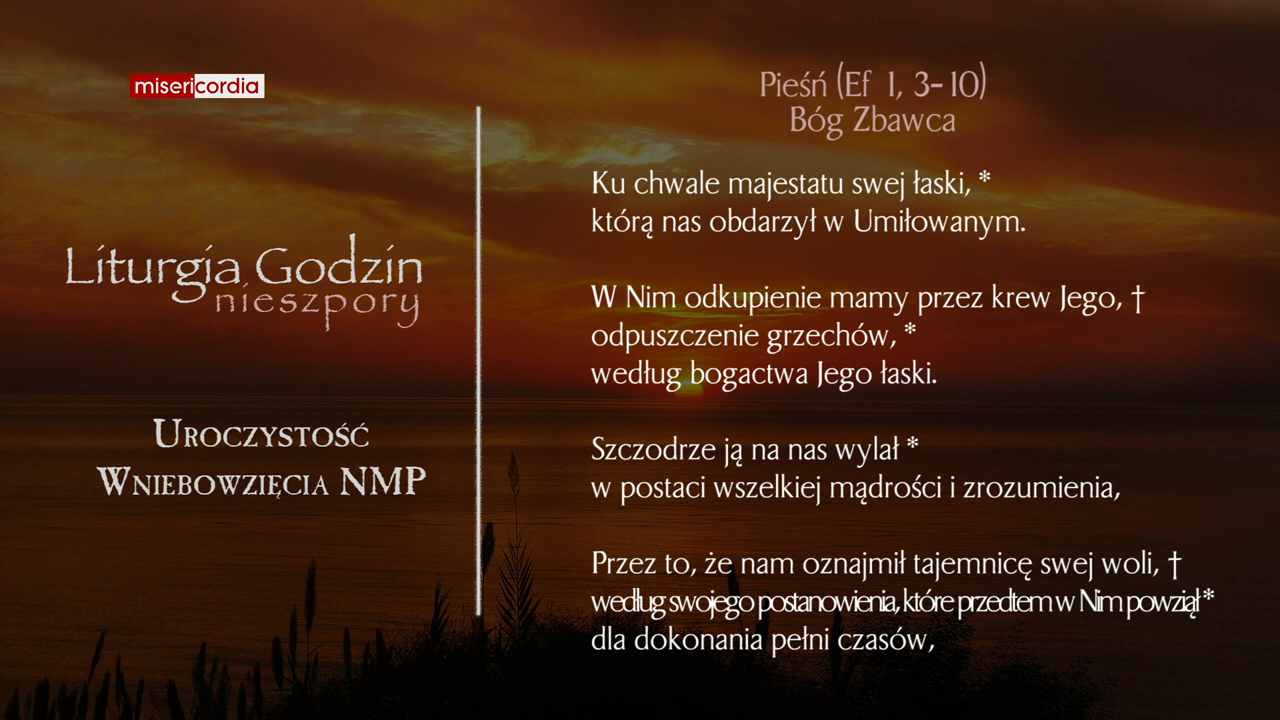 misericordia
Liturgia Godzin
nieszpory
Uroczystość
Wniebowzięcia NMP
Pieśń (Ef 1, 3-10)
Bóg Zbawca
Ku chwale majestatu swej łaski, *
którą nas obdarzył w Umiłowanym.
W Nim odkupienie mamy przez krew Jego, †
odpuszczenie grzechów, *
według bogactwa Jego łaski.
Szczodrze ją na nas wylał *
w postaci wszelkiej mądrości i zrozumienia,
Przez to, że nam oznajmił tajemnicę swej woli, †
według swojego postanowienia, które przedtem w Nim powziął *
dla dokonania pełni czasów,